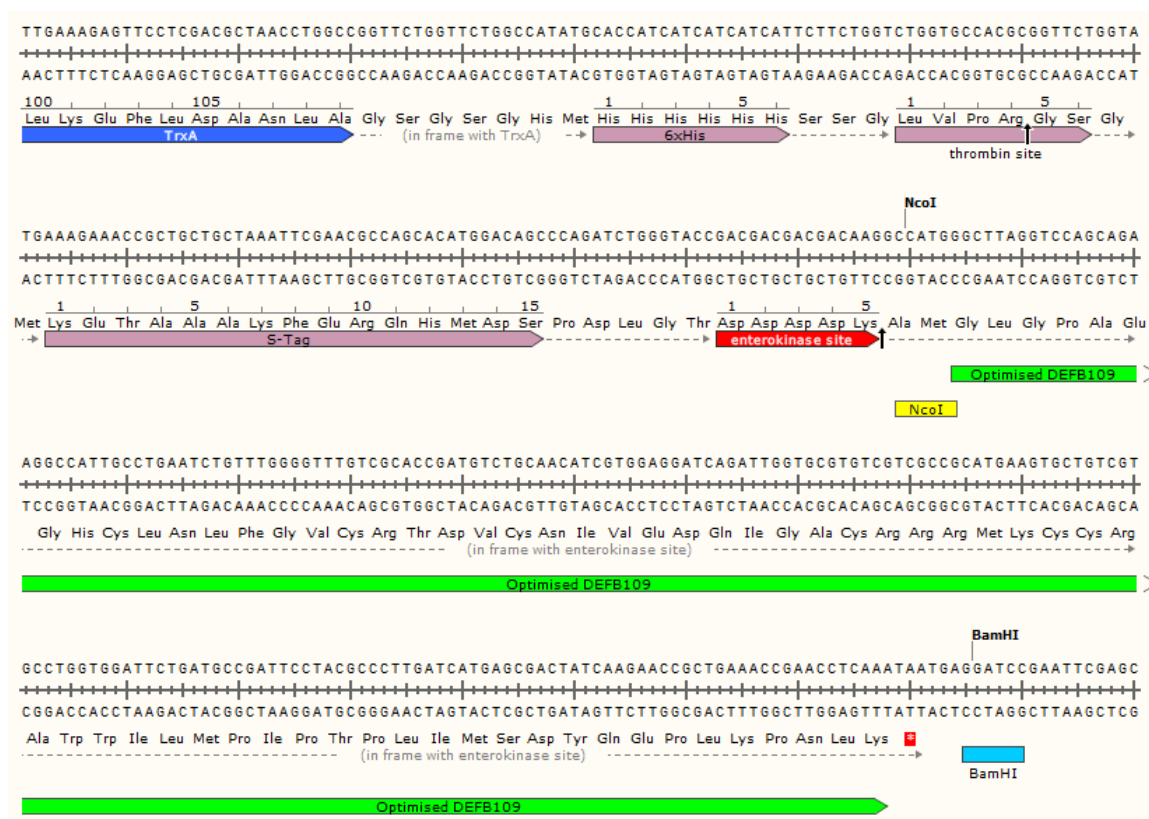 TTGAAAGAGTTCCTCGACGCTAACCTGGCCGGTTCTGGTTCTGGCCATATGCACCATCATCATCATCATTCTTCTGGTCTGGTGCCACGCGGTTCTGGTA
AACTTTCTCAAGGAGCTGCGATTGGACCGGCCAAGACCAAGACCGGTATACGTGGTAGTAGTAGTAGTAAGAAGACCAGACCACGGTGCGCCAAGACCAT
100 105 1 5 1 5
Leu Lys Glu Phe Leu Asp Ala Asn Leu Ala Gly Ser Gly Ser Gly His Met His His His His His His Ser Ser Gly Leu Val Pro Arg Gly Ser Gly
TrxA (in frame with TrxA) 6xHis
thrombin site
NcoI
TGAAAGAAACCGCTGCTGCTAAATTCGAACGCCAGCACATGGACAGCCCAGATCTGGGTACCGACGACGACGACAAGGCCATGGGCTTAGGTCCAGCAGA
ACTTTCTTTGGCGACGACGATTTAAGCTTGCGGTCGTGTACCTGTCGGGTCTAGACCCATGGCTGCTGCTGCTGTTCCGGTACCCGAATCCAGGTCGTCT
1 5 10 15 1 5
Met Lys Glu Thr Ala Ala Ala Lys Phe Glu Arg Gln His Met Asp Ser Pro Asp Leu Gly Thr Asp Asp Asp Asp Lys Ala Met Gly Leu Gly Pro Ala Glu
S-Tag enterokinase site
Optimised DEFB109
NcoI
AGGCCATTGCCTGAATCTGTTTGGGGTTTGTCGCACCGATGTCTGCAACATCGTGGAGGATCAGATTGGTGCGTGTCGTCGCCGCATGAAGTGCTGTCGT
TCCGGTAACGGACTTAGACAAACCCCAAACAGCGTGGCTACAGACGTTGTAGCACCTCCTAGTCTAACCACGCACAGCAGCGGCGTACTTCACGACAGCA
Gly His Cys Leu Asn Leu Phe Gly Val Cys Arg Thr Asp Val Cys Asn Ile Val Glu Asp Gln Ile Gly Ala Cys Arg Arg Arg Met Lys Cys Cys Arg
(in frame with enterokinase site)
Optimised DEFB109
BamHI
GCCTGGTGGATTCTGATGCCGATTCCTACGCCCTTGATCATGAGCGACTATCAAGAACCGCTGAAACCGAACCTCAAATAATGAGGATCCGAATTCGAGC
CGGACCACCTAAGACTACGGCTAAGGATGCGGGAACTAGTACTCGCTGATAGTTCTTGGCGACTTTGGCTTGGAGTTTATTACTCCTAGGCTTAAGCTCG
Ala Trp Trp Ile Leu Met Pro Ile Pro Thr Pro Leu Ile Met Ser Asp Tyr Gln Glu Pro Leu Lys Pro Asn Leu Lys *
(in frame with enterokinase site)
BamHI
Optimised DEFB109